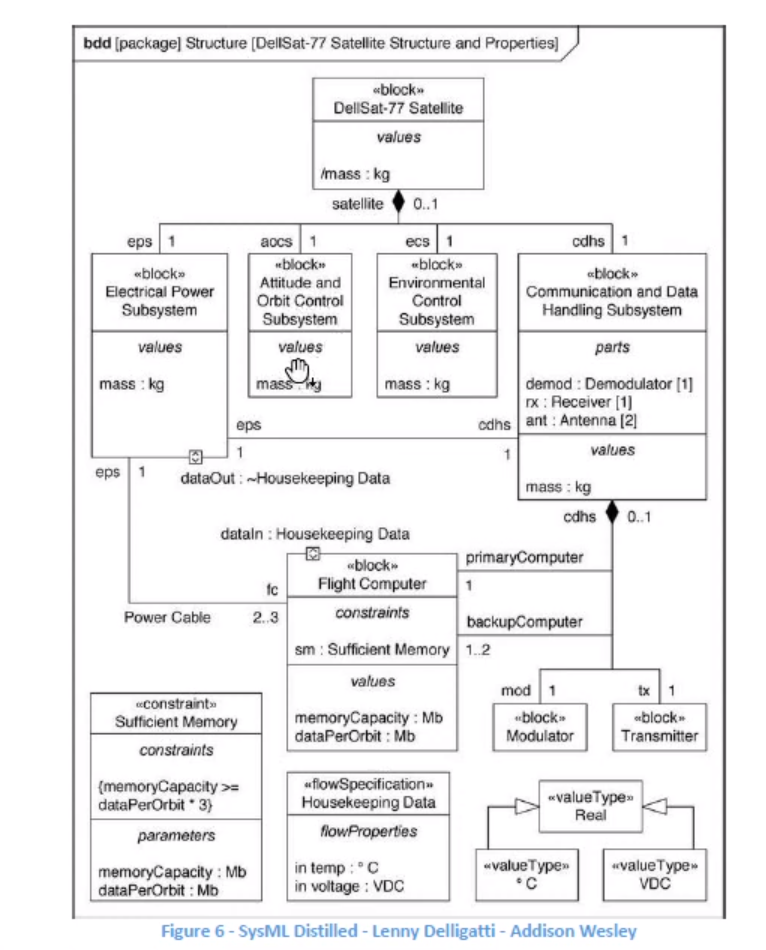 bdd [package] Structure [DellSat-77 Satellite Structure and Properties]
«block»
DellSat-77 Satellite
values
/mass : kg
satellite 0..1
eps 1
aocs 1
ecs 1
cdhs 1
«block»
Electrical Power
Subsystem
values
mass : kg
«block»
Attitude and
Orbit Control
Subsystem
values
mass : kg
«block»
Environmental
Control
Subsystem
values
mass : kg
«block»
Communication and Data
Handling Subsystem
parts
demod : Demodulator [1]
rx : Receiver [1]
ant : Antenna [2]
values
mass : kg
eps
1
cdhs
1
dataOut : ~Housekeeping Data
eps 1
cdhs 0..1
dataIn : Housekeeping Data
fc
Power Cable 2..3
«block»
Flight Computer
constraints
sm : Sufficient Memory
values
memoryCapacity : Mb
dataPerOrbit : Mb
primaryComputer
1
backupComputer
1..2
mod 1
tx 1
«block»
Modulator
«block»
Transmitter
«constraint»
Sufficient Memory
constraints
{memoryCapacity >=
dataPerOrbit * 3}
parameters
memoryCapacity : Mb
dataPerOrbit : Mb
«flowSpecification»
Housekeeping Data
flowProperties
in temp : ° C
in voltage : VDC
«valueType»
Real
«valueType»
° C
«valueType»
VDC
Figure 6 - SysML Distilled - Lenny Delligatti - Addison Wesley